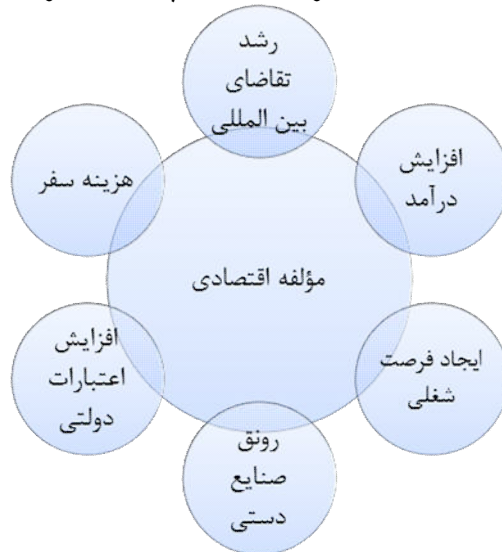 رشد
تقاضای
بین المللی
افزایش
درآمد
هزینه سفر
مؤلفه اقتصادی
ایجاد فرصت
شغلی
افزایش
اعتبارات
دولتی
رونق
صنایع
دستی